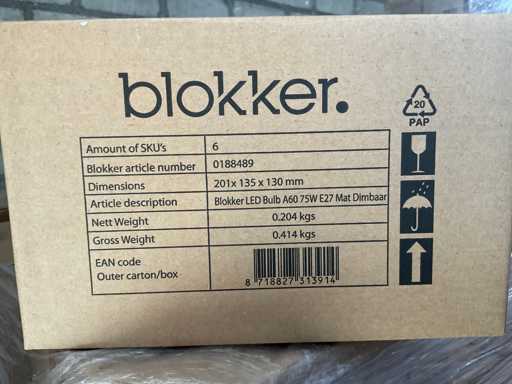 blokker.
20
PAP
Amount of SKU's 6
Blokker article number 0188489
Dimensions 201x 135 x 130 mm
Article description Blokker LED Bulb A60 75W E27 Mat Dimbaar
Nett Weight 0.204 kgs
Gross Weight 0.414 kgs
EAN code
Outer carton/box
8 718827 313914